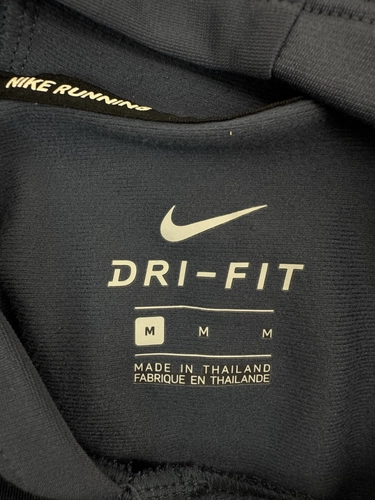 NIKE RUNNING
DRI-FIT
M M M
MADE IN THAILAND
FABRIQUE EN THAILANDE